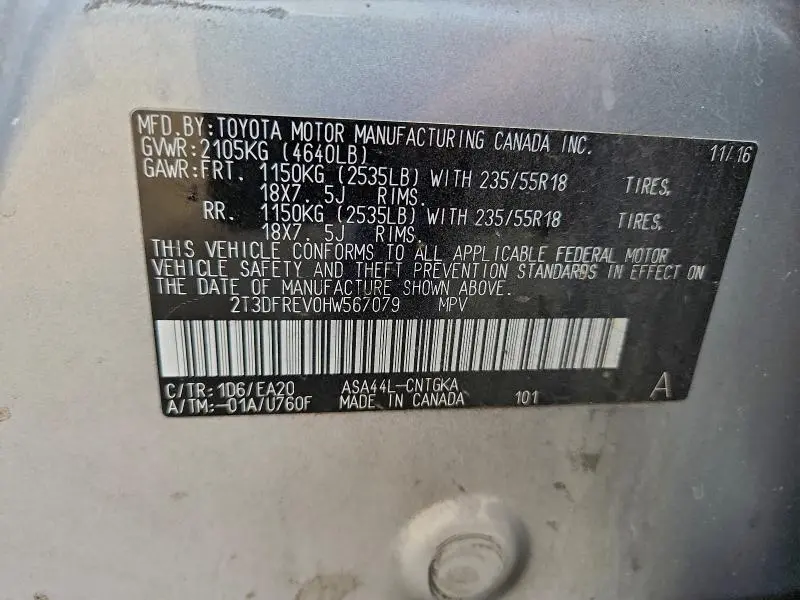 MFD.BY:TOYOTA MOTOR MANUFACTURING CANADA INC. 11/16
GVWR:2105KG (4640LB)
GAWR:FRT. 1150KG (2535LB) WITH 235/55R18 TIRES,
18X7. 5J RIMS.
RR. 1150KG (2535LB) WITH 235/55R18 TIRES,
18X7. 5J RIMS.
THIS VEHICLE CONFORMS TO ALL APPLICABLE FEDERAL MOTOR
VEHICLE SAFETY AND THEFT PREVENTION STANDARDS IN EFFECT ON
THE DATE OF MANUFACTURE SHOWN ABOVE.
2T3DFREV0HW567079 MPV
C/TR:1D6/EA20 ASA44L-CNTGKA A
A/TM:-01A/U760F MADE IN CANADA 101